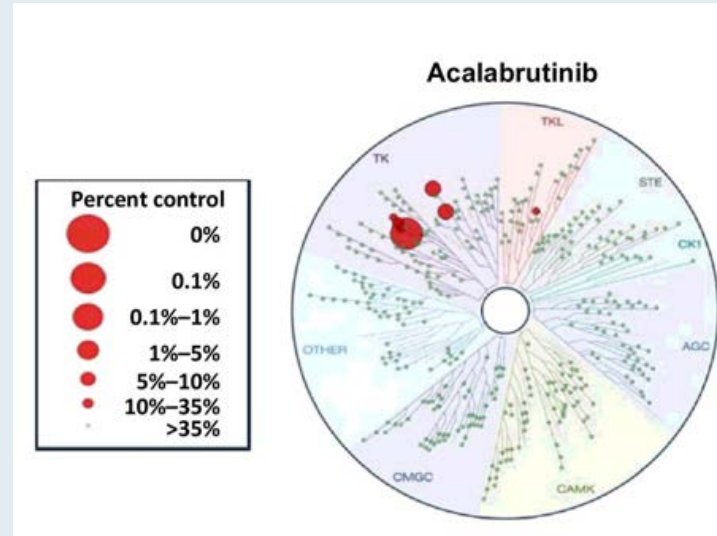 Acalabrutinib
Percent control
0%
0.1%
0.1%–1%
1%–5%
5%–10%
10%–35%
>35%
TK
TKL
STE
CK1
AGC
CAMK
CMGC
OTHER